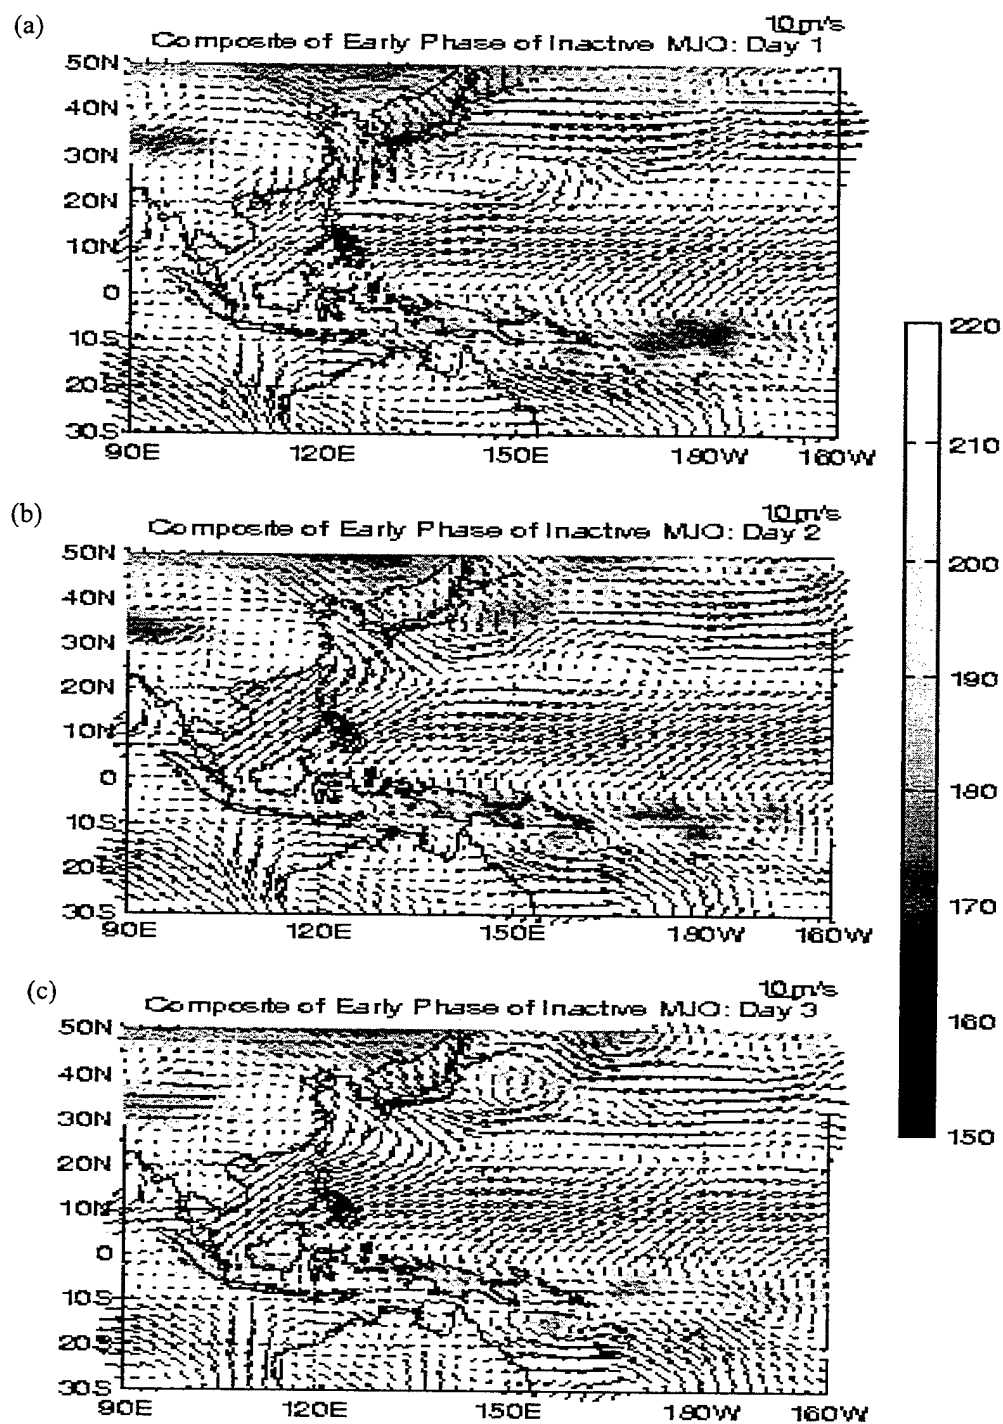 (a)
10 m/s
Composite of Early Phase of Inactive MJO: Day 1
50N
40N
30N
20N
10N
0
10S
20S
30S
90E 120E 150E 180W 160W
(b)
10 m/s
Composite of Early Phase of Inactive MJO: Day 2
50N
40N
30N
20N
10N
0
10S
20S
30S
90E 120E 150E 180W 160W
(c)
10 m/s
Composite of Early Phase of Inactive MJO: Day 3
50N
40N
30N
20N
10N
0
10S
20S
30S
90E 120E 150E 180W 160W
220
210
200
190
180
170
160
150